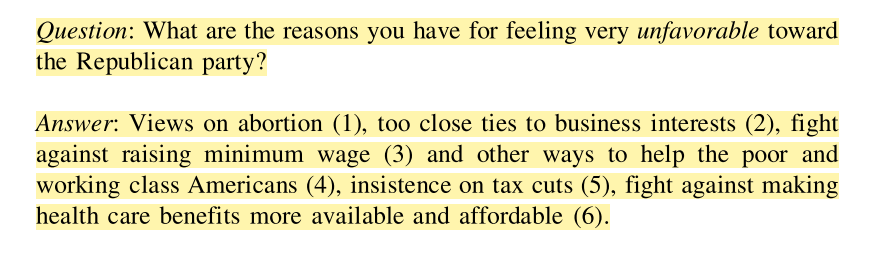 Question: What are the reasons you have for feeling very unfavorable toward
the Republican party?
Answer: Views on abortion (1), too close ties to business interests (2), fight
against raising minimum wage (3) and other ways to help the poor and
working class Americans (4), insistence on tax cuts (5), fight against making
health care benefits more available and affordable (6).